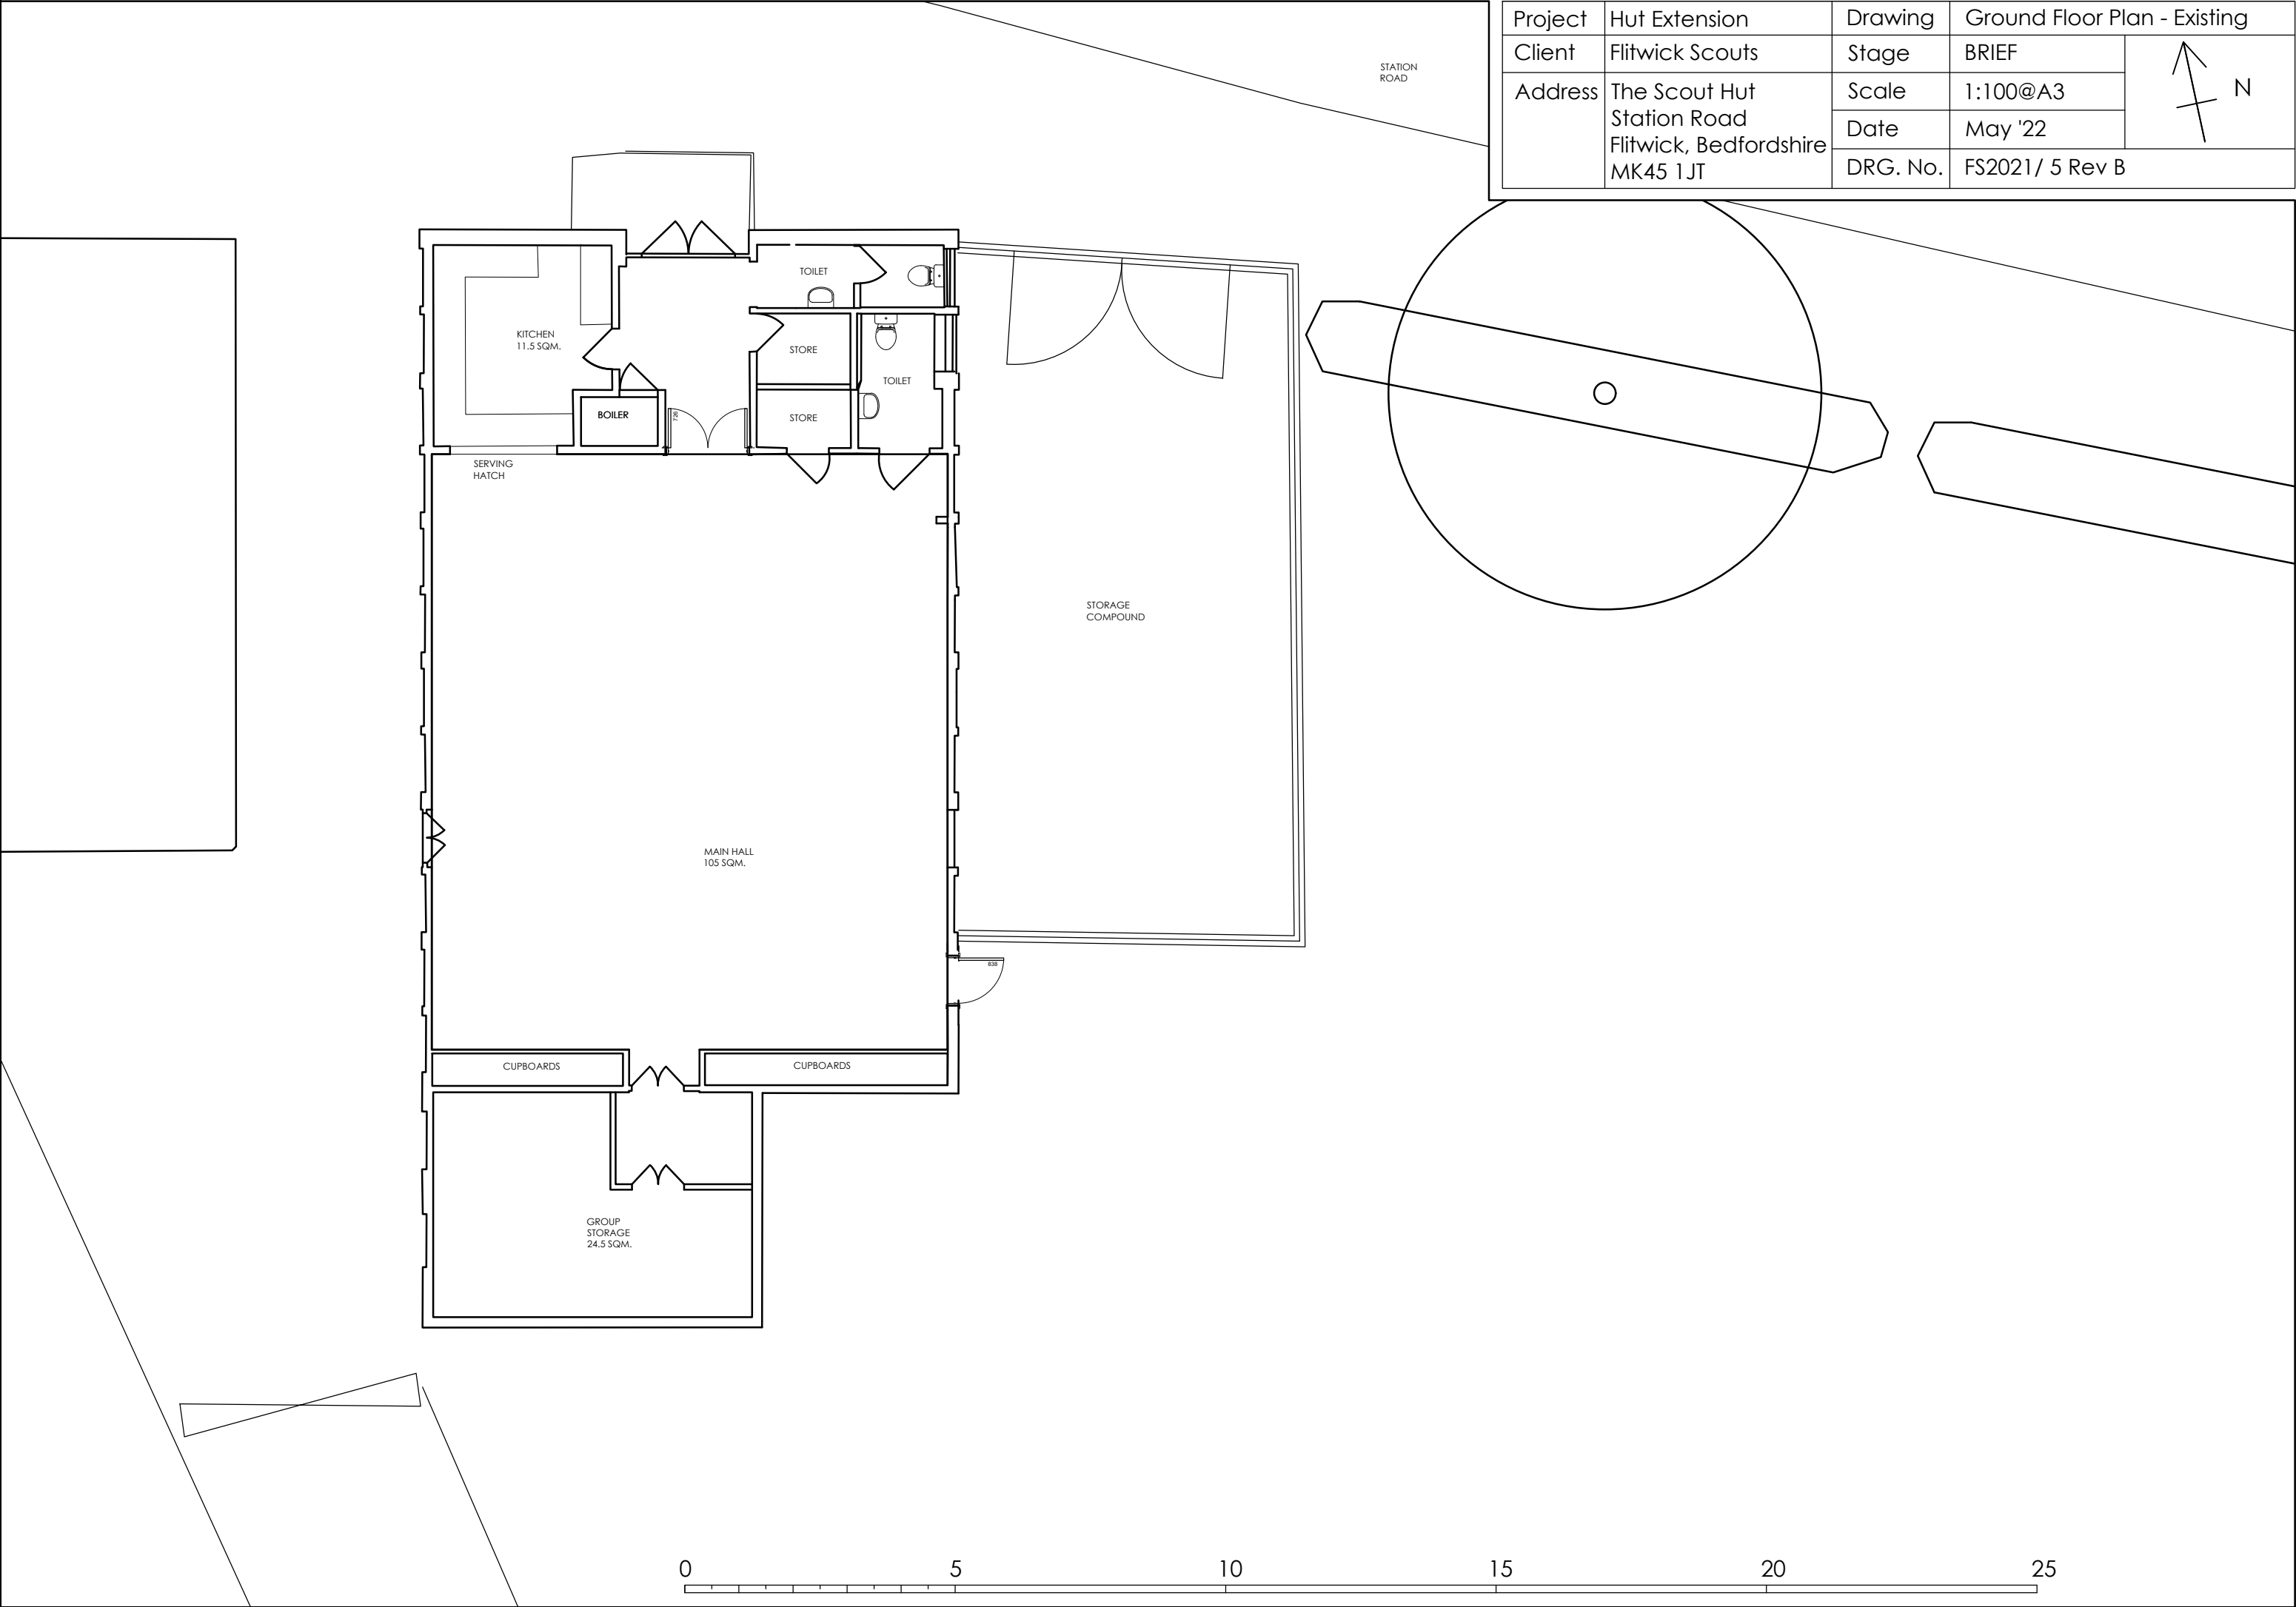 Project Hut Extension Drawing Ground Floor Plan - Existing
Client Flitwick Scouts Stage BRIEF
Address The Scout Hut Scale 1:100@A3
Station Road
Flitwick, Bedfordshire Date May '22
MK45 1JT DRG. No. FS2021/ 5 Rev B
N
STATION
ROAD
TOILET
KITCHEN
11.5 SQM.
STORE
TOILET
BOILER
726
STORE
SERVING
HATCH
STORAGE
COMPOUND
MAIN HALL
105 SQM.
838
CUPBOARDS
CUPBOARDS
GROUP
STORAGE
24.5 SQM.
0 5 10 15 20 25